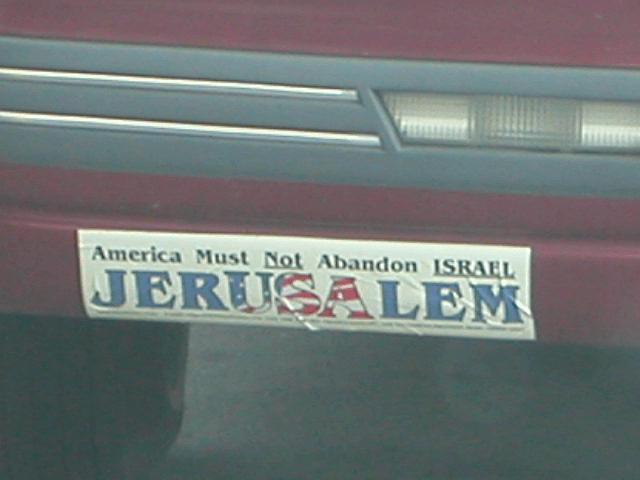 America Must Not Abandon ISRAEL
JERUSALEM